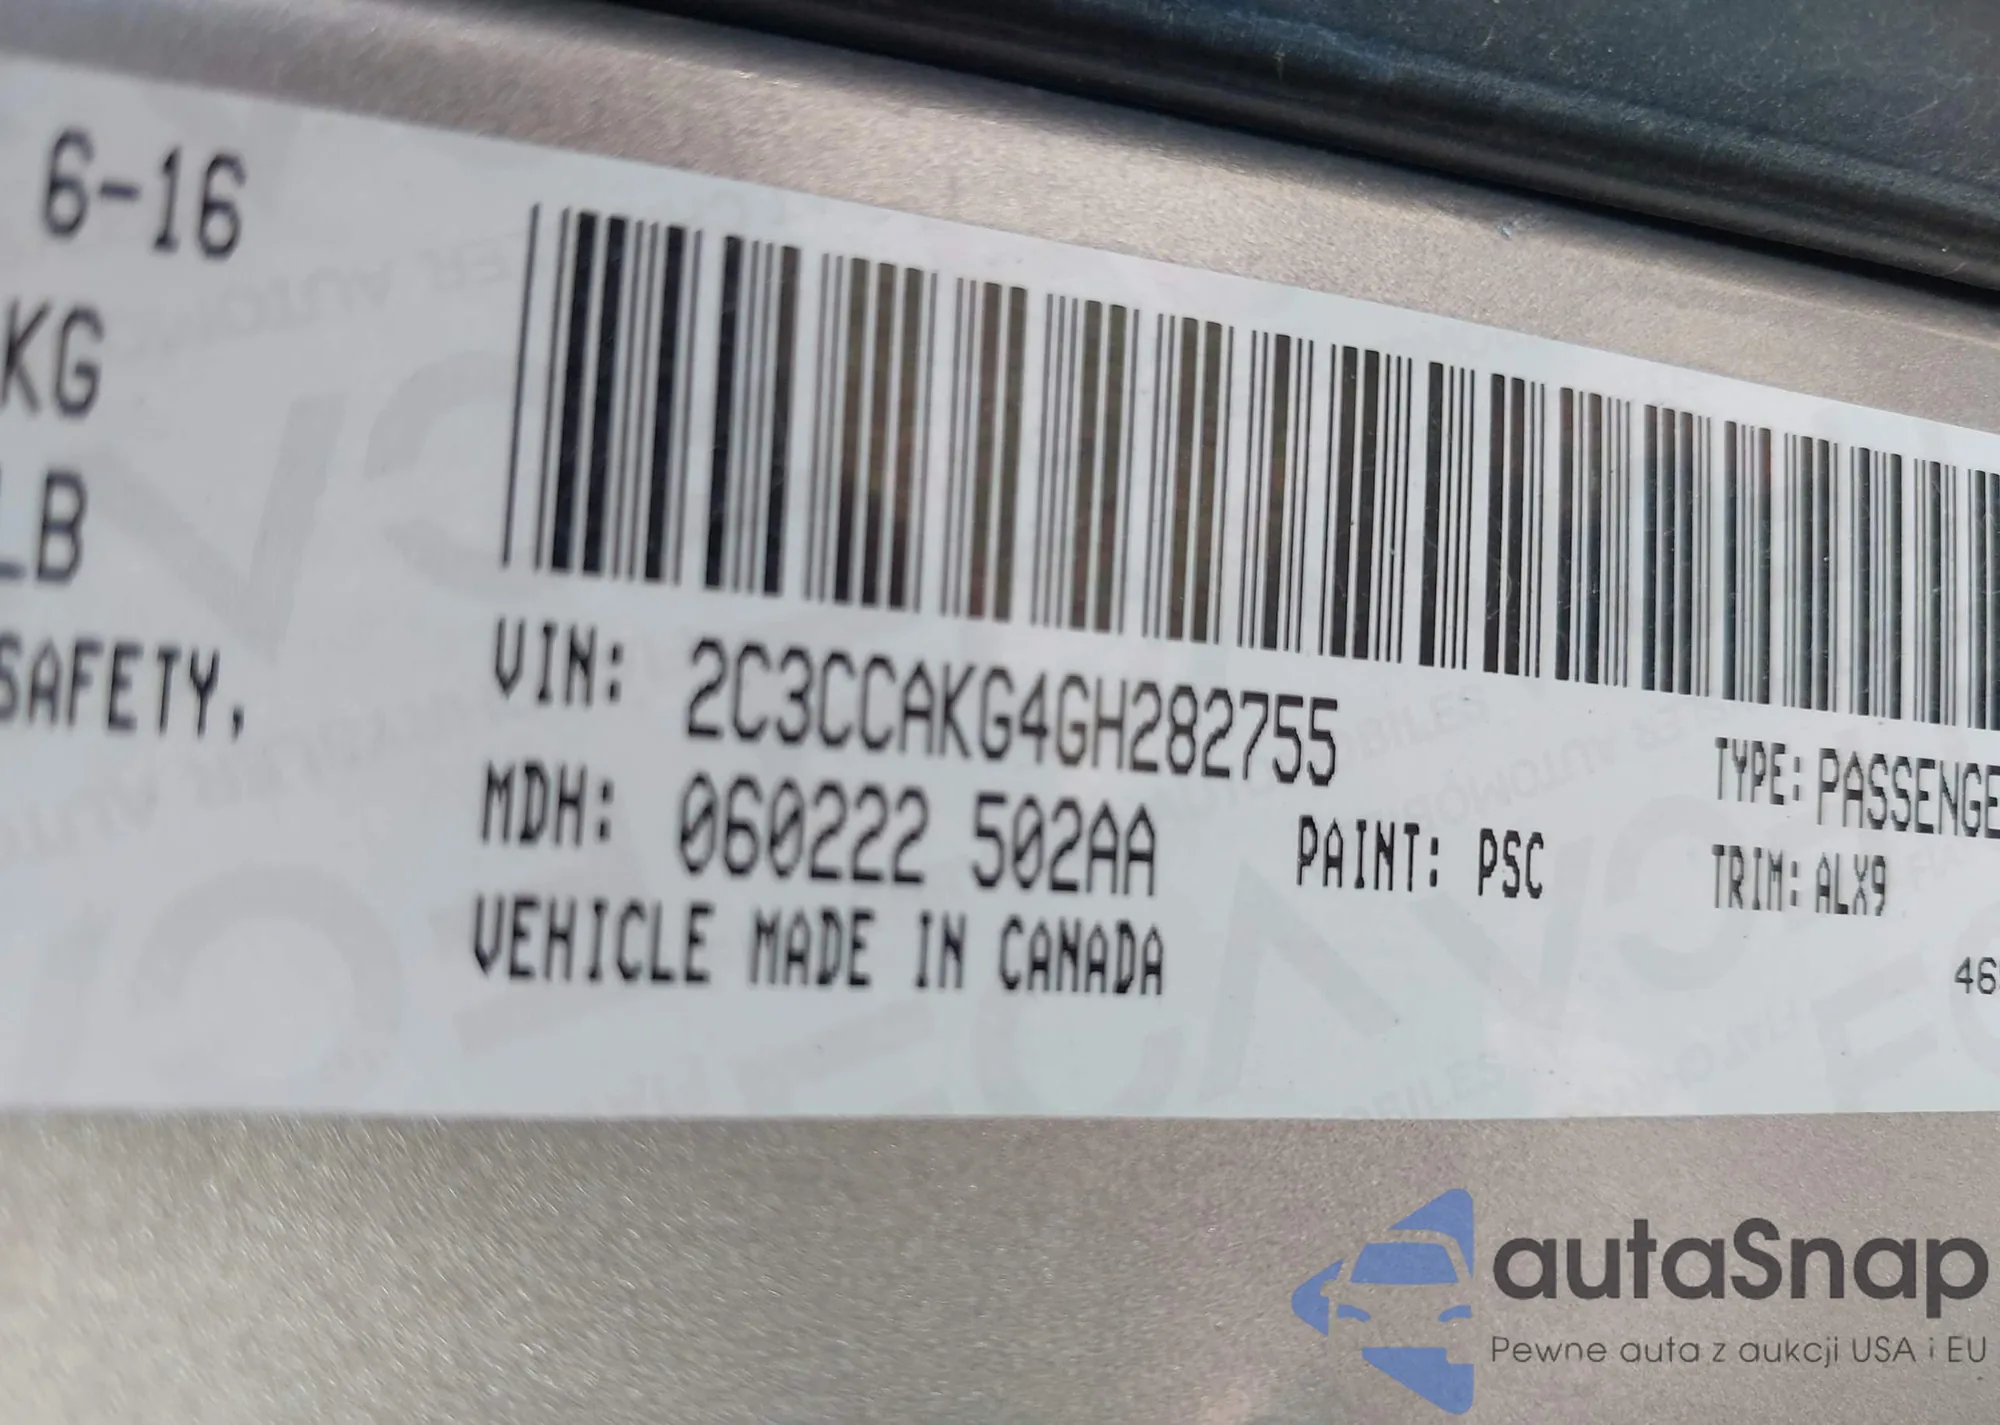 6-16
KG
LB
SAFETY,
VIN: 2C3CCAKG4GH282755
TYPE: PASSENGE
MDH: 060222 502AA
PAINT: PSC
TRIM: ALX9
VEHICLE MADE IN CANADA
46
autaSnap
Pewne auta z aukcji USA i EU